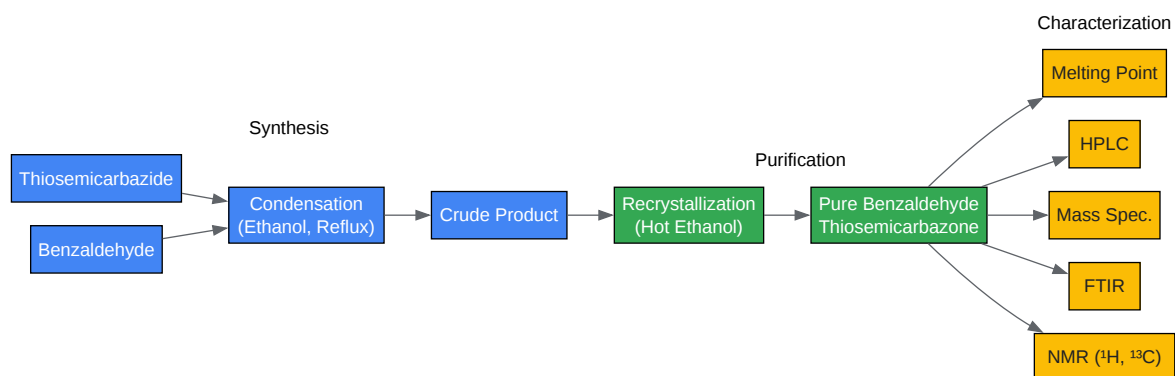 Characterization
Melting Point
Synthesis
HPLC
Purification
Thiosemicarbazide
Condensation
(Ethanol, Reflux)
Crude Product
Recrystallization
(Hot Ethanol)
Pure Benzaldehyde
Thiosemicarbazone
Mass Spec.
Benzaldehyde
FTIR
NMR (¹H, ¹³C)